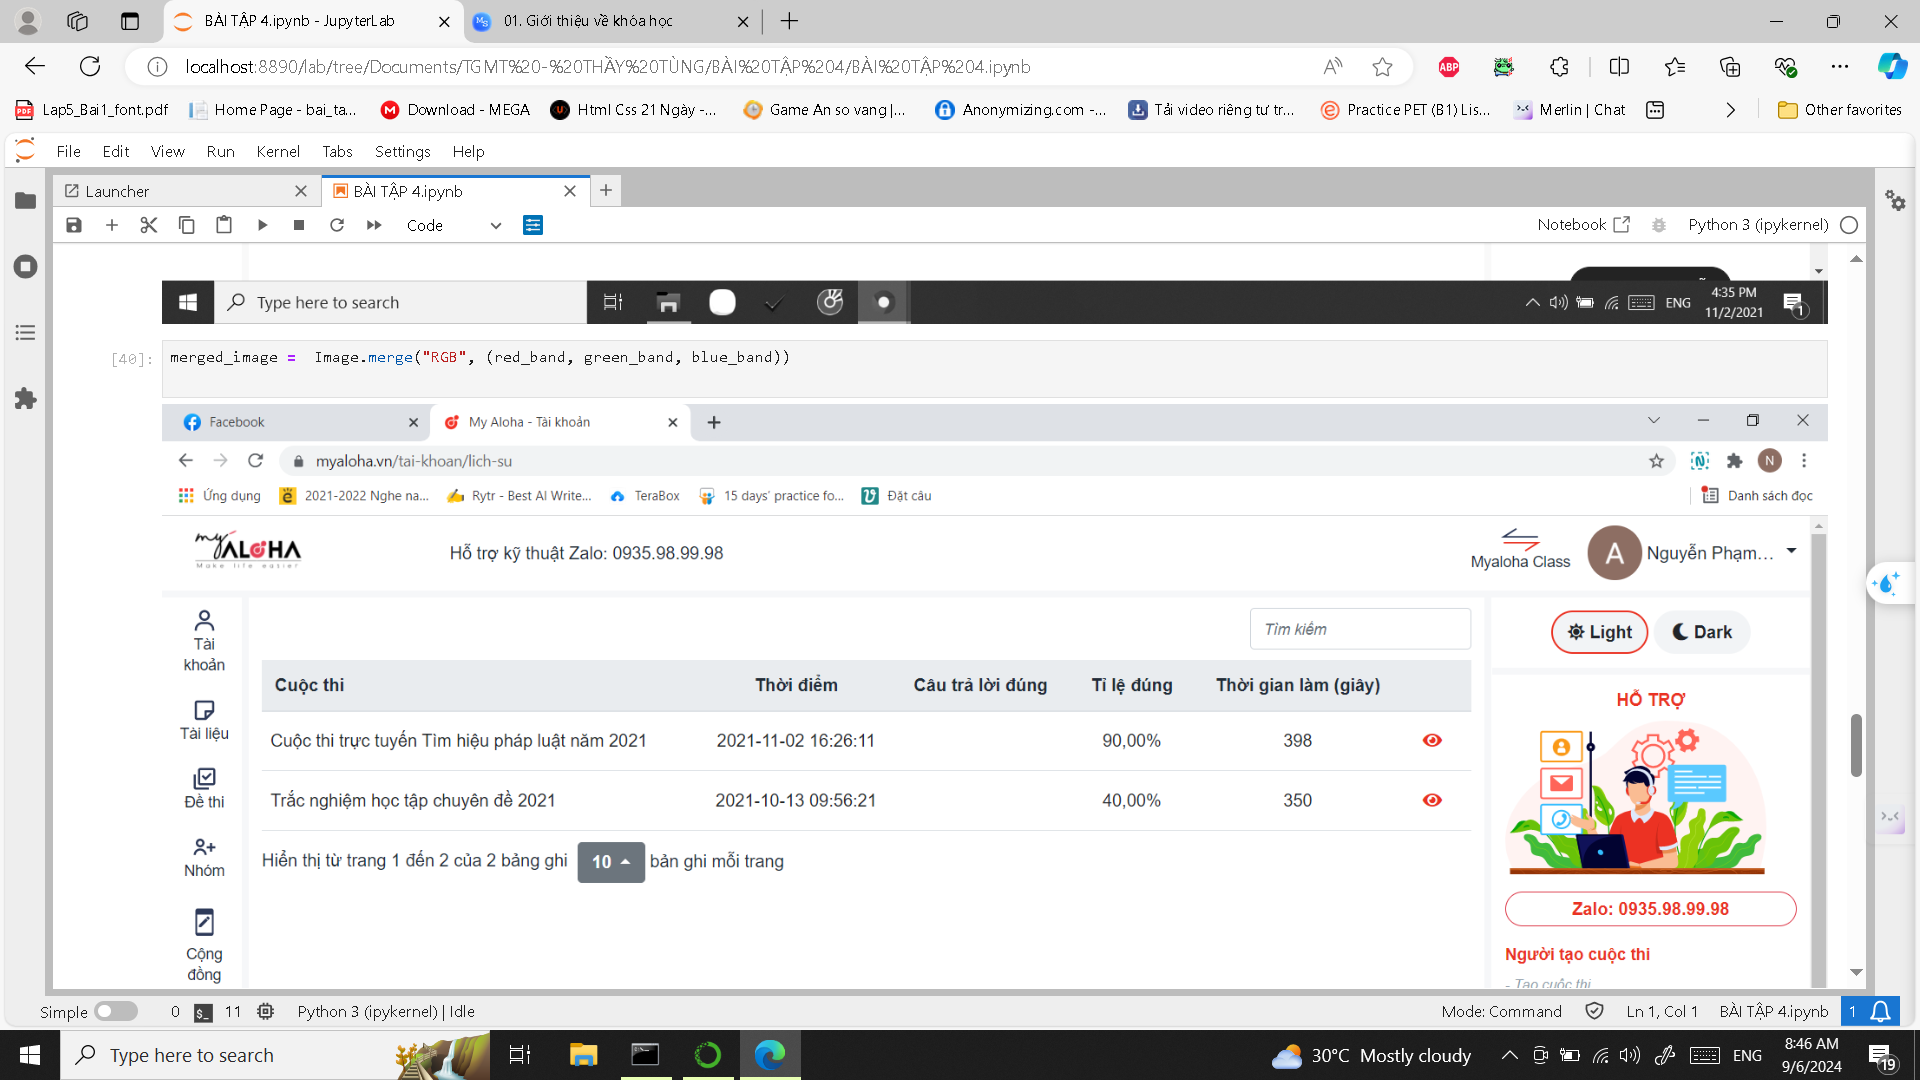 BÀI TẬP 4.ipynb - JupyterLab
01. Giới thiệu về khóa học
localhost:8890/lab/tree/Documents/TGMT%20-%20THẦY%20TÙNG/BÀI%20TẬP%204/BÀI%20TẬP%204.ipynb
Lap5_Bai1_font.pdf
Home Page - bai_ta...
Download - MEGA
Html Css 21 Ngày -...
Game An so vang |...
Anonymizing.com -...
Tải video riêng tư tr...
Practice PET (B1) Lis...
Merlin | Chat
Other favorites
File Edit View Run Kernel Tabs Settings Help
Launcher
BÀI TẬP 4.ipynb
Code
Notebook
Python 3 (ipykernel)
Type here to search
ENG
4:35 PM
11/2/2021
1
[40]:
merged_image = Image.merge("RGB", (red_band, green_band, blue_band))
Facebook
My Aloha - Tài khoản
myaloha.vn/tai-khoan/lich-su
N
Ứng dụng
2021-2022 Nghe na...
Rytr - Best AI Write...
TeraBox
15 days' practice fo...
Đặt câu
Danh sách đọc
my ALOHA
Make life easier
Hỗ trợ kỹ thuật Zalo: 0935.98.99.98
Myaloha Class
A
Nguyễn Phạm...
Tài khoản
Tài liệu
Đề thi
Nhóm
Cộng đồng
Tìm kiếm
Light
Dark
Cuộc thi Thời điểm Câu trả lời đúng Tỉ lệ đúng Thời gian làm (giây)
Cuộc thi trực tuyến Tìm hiệu pháp luật năm 2021 2021-11-02 16:26:11 90,00% 398
Trắc nghiệm học tập chuyên đề 2021 2021-10-13 09:56:21 40,00% 350
Hiển thị từ trang 1 đến 2 của 2 bảng ghi 10 bản ghi mỗi trang
HỖ TRỢ
Zalo: 0935.98.99.98
Người tạo cuộc thi
- Tạo cuộc thi
Simple
0
11
Python 3 (ipykernel) | Idle
Mode: Command
Ln 1, Col 1
BÀI TẬP 4.ipynb
1
Type here to search
30°C Mostly cloudy
ENG
8:46 AM
9/6/2024
19